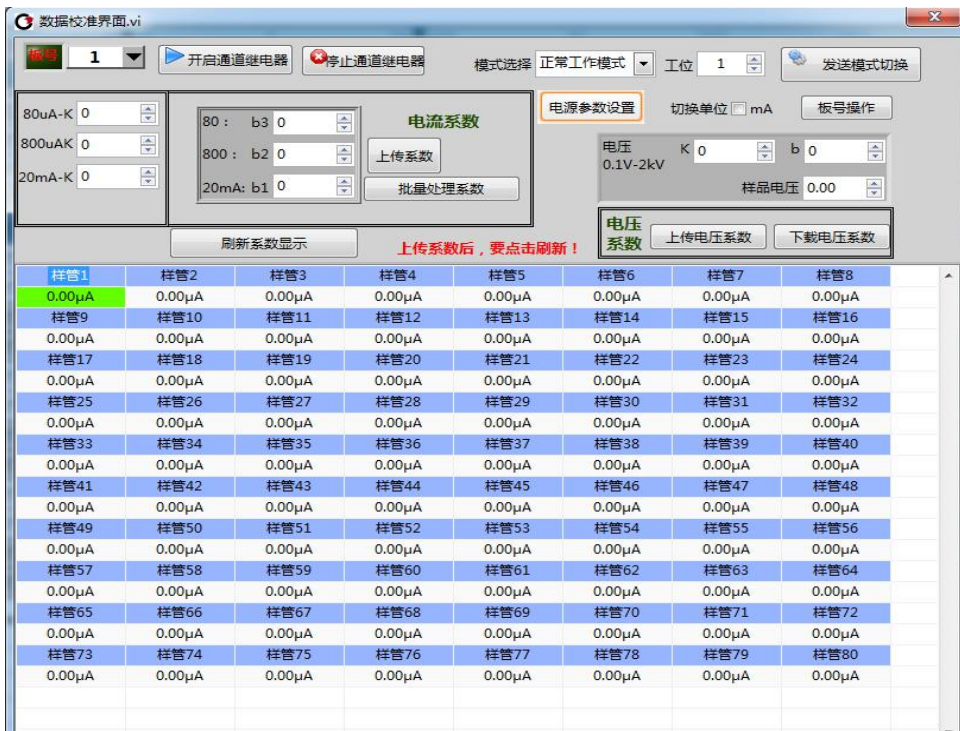 数据校准界面.vi
板号 1 开启通道继电器 停止通道继电器 模式选择 正常工作模式 工位 1 发送模式切换
电源参数设置 切换单位 mA 板号操作
80uA-K 0
800uAK 0
20mA-K 0
80： b3 0
800： b2 0
20mA: b1 0
电流系数
上传系数
批量处理系数
电压 K 0 b 0
0.1V-2kV
样品电压 0.00
电压系数 上传电压系数 下载电压系数
刷新系数显示 上传系数后，要点击刷新！
样管1 样管2 样管3 样管4 样管5 样管6 样管7 样管8
0.00µA 0.00µA 0.00µA 0.00µA 0.00µA 0.00µA 0.00µA 0.00µA
样管9 样管10 样管11 样管12 样管13 样管14 样管15 样管16
0.00µA 0.00µA 0.00µA 0.00µA 0.00µA 0.00µA 0.00µA 0.00µA
样管17 样管18 样管19 样管20 样管21 样管22 样管23 样管24
0.00µA 0.00µA 0.00µA 0.00µA 0.00µA 0.00µA 0.00µA 0.00µA
样管25 样管26 样管27 样管28 样管29 样管30 样管31 样管32
0.00µA 0.00µA 0.00µA 0.00µA 0.00µA 0.00µA 0.00µA 0.00µA
样管33 样管34 样管35 样管36 样管37 样管38 样管39 样管40
0.00µA 0.00µA 0.00µA 0.00µA 0.00µA 0.00µA 0.00µA 0.00µA
样管41 样管42 样管43 样管44 样管45 样管46 样管47 样管48
0.00µA 0.00µA 0.00µA 0.00µA 0.00µA 0.00µA 0.00µA 0.00µA
样管49 样管50 样管51 样管52 样管53 样管54 样管55 样管56
0.00µA 0.00µA 0.00µA 0.00µA 0.00µA 0.00µA 0.00µA 0.00µA
样管57 样管58 样管59 样管60 样管61 样管62 样管63 样管64
0.00µA 0.00µA 0.00µA 0.00µA 0.00µA 0.00µA 0.00µA 0.00µA
样管65 样管66 样管67 样管68 样管69 样管70 样管71 样管72
0.00µA 0.00µA 0.00µA 0.00µA 0.00µA 0.00µA 0.00µA 0.00µA
样管73 样管74 样管75 样管76 样管77 样管78 样管79 样管80
0.00µA 0.00µA 0.00µA 0.00µA 0.00µA 0.00µA 0.00µA 0.00µA